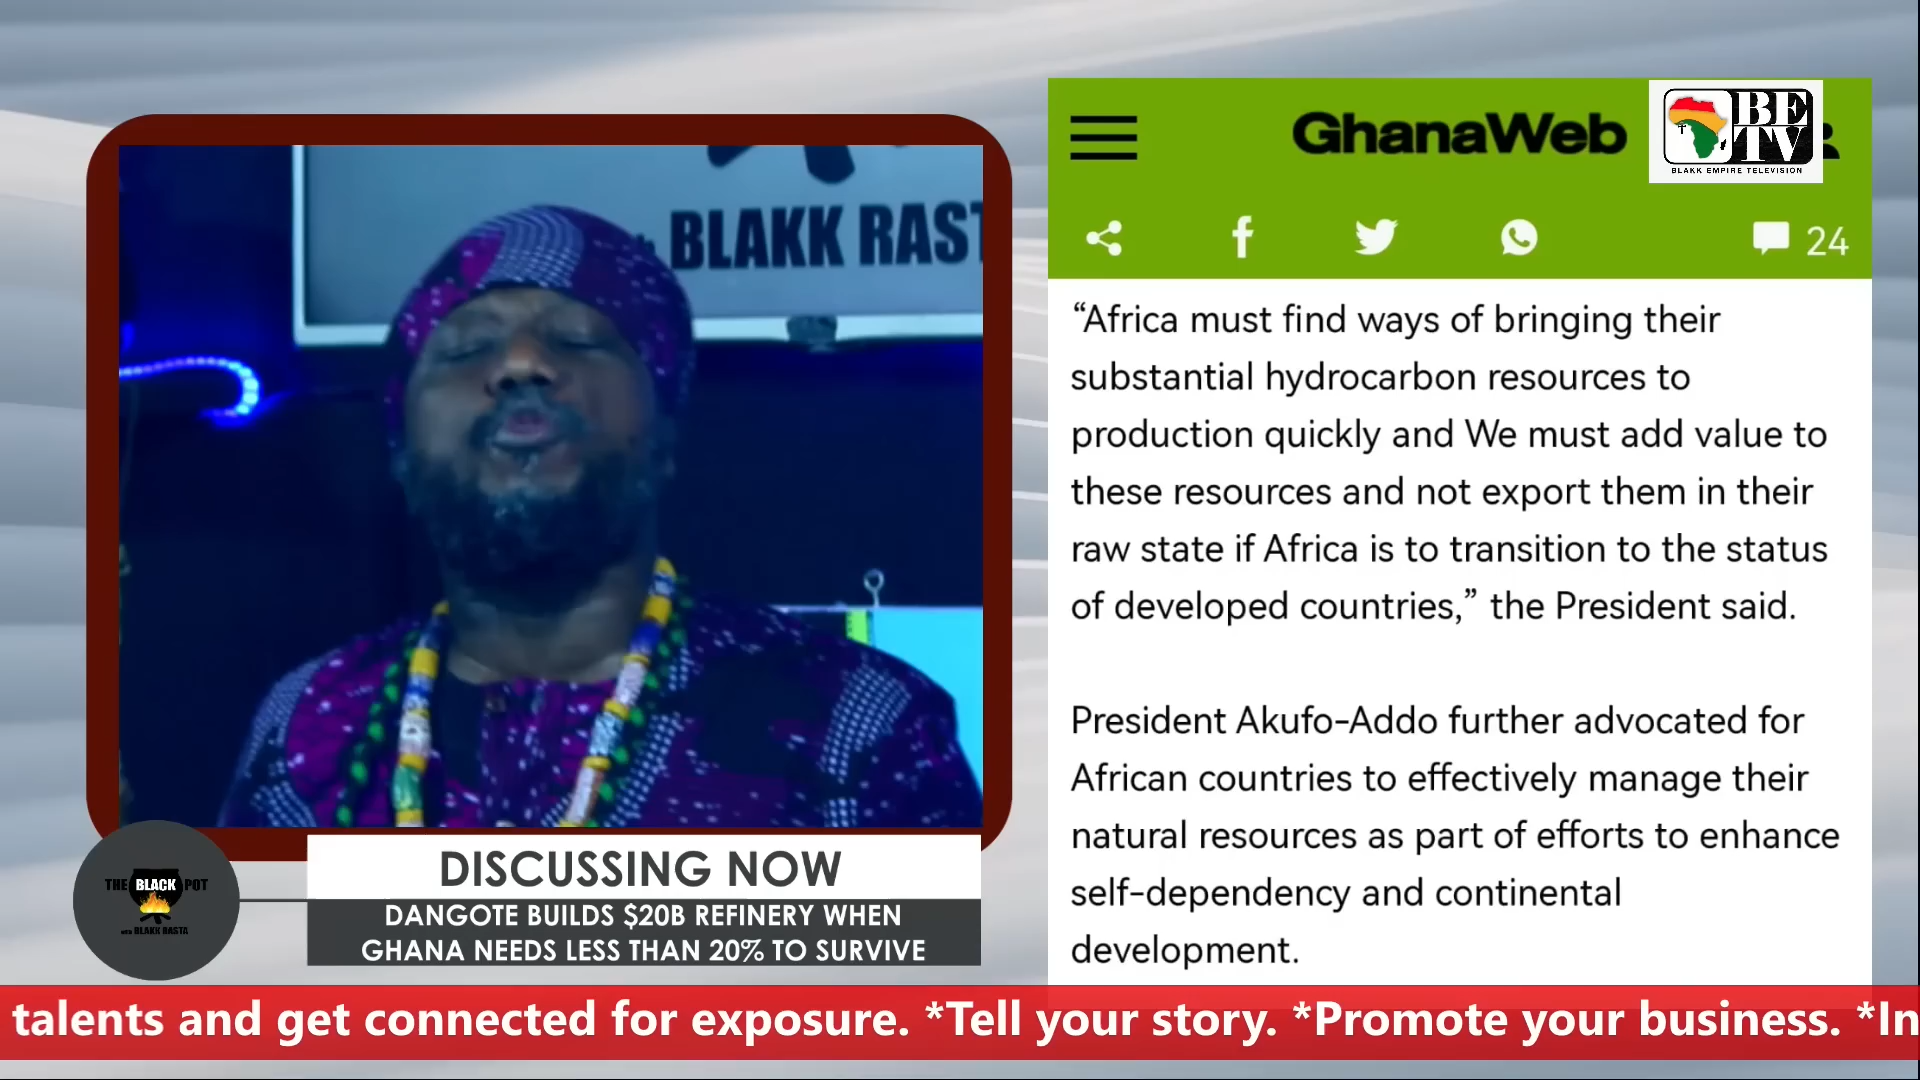 BLAKK RAST
DISCUSSING NOW
DANGOTE BUILDS $20B REFINERY WHEN
GHANA NEEDS LESS THAN 20% TO SURVIVE
THE BLACK POT
WITH BLAKK RASTA
GhanaWeb
BE
TV
BLAKK EMPIRE TELEVISION
24
“Africa must find ways of bringing their
substantial hydrocarbon resources to
production quickly and We must add value to
these resources and not export them in their
raw state if Africa is to transition to the status
of developed countries,” the President said.
President Akufo-Addo further advocated for
African countries to effectively manage their
natural resources as part of efforts to enhance
self-dependency and continental
development.
talents and get connected for exposure. *Tell your story. *Promote your business. *In